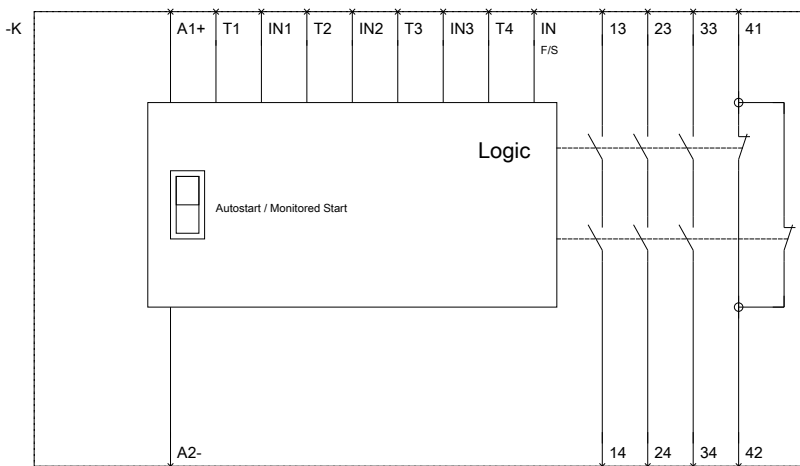 -K A1+ T1 IN1 T2 IN2 T3 IN3 T4 IN 13 23 33 41
F/S
Logic
Autostart / Monitored Start
A2- 14 24 34 42